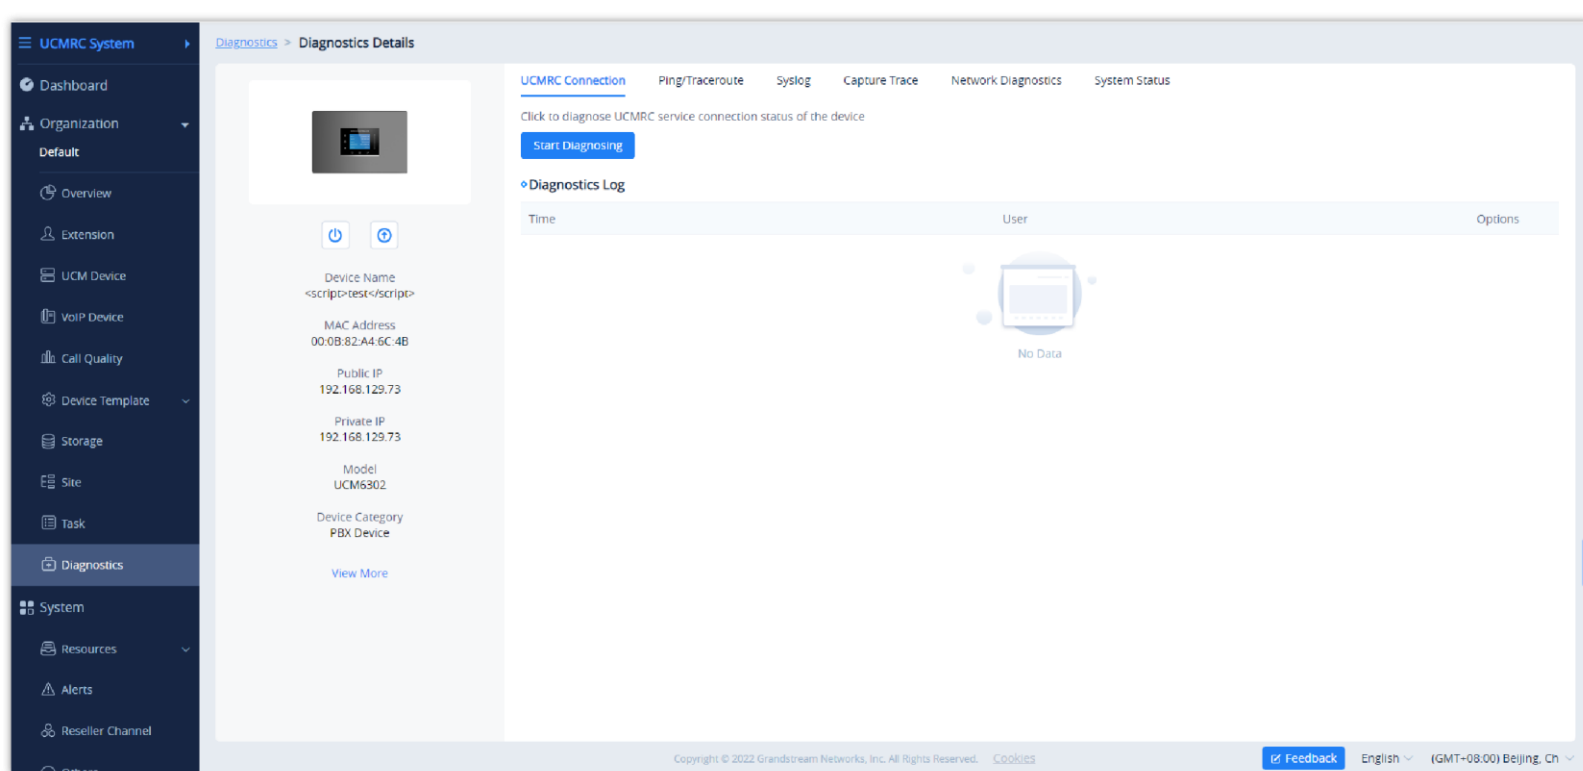 UCMRC System
Dashboard
Organization
Default
Overview
Extension
UCM Device
VoIP Device
Call Quality
Device Template
Storage
Site
Task
Diagnostics
System
Resources
Alerts
Reseller Channel
Diagnostics > Diagnostics Details
Device Name
<script>test</script>
MAC Address
00:0B:82:A4:6C:4B
Public IP
192.168.129.73
Private IP
192.168.129.73
Model
UCM6302
Device Category
PBX Device
View More
UCMRC Connection Ping/Traceroute Syslog Capture Trace Network Diagnostics System Status
Click to diagnose UCMRC service connection status of the device
Start Diagnosing
Diagnostics Log
Time User Options
No Data
Copyright © 2022 Grandstream Networks, Inc. All Rights Reserved. Cookies
Feedback English (GMT+08:00) Beijing, Ch